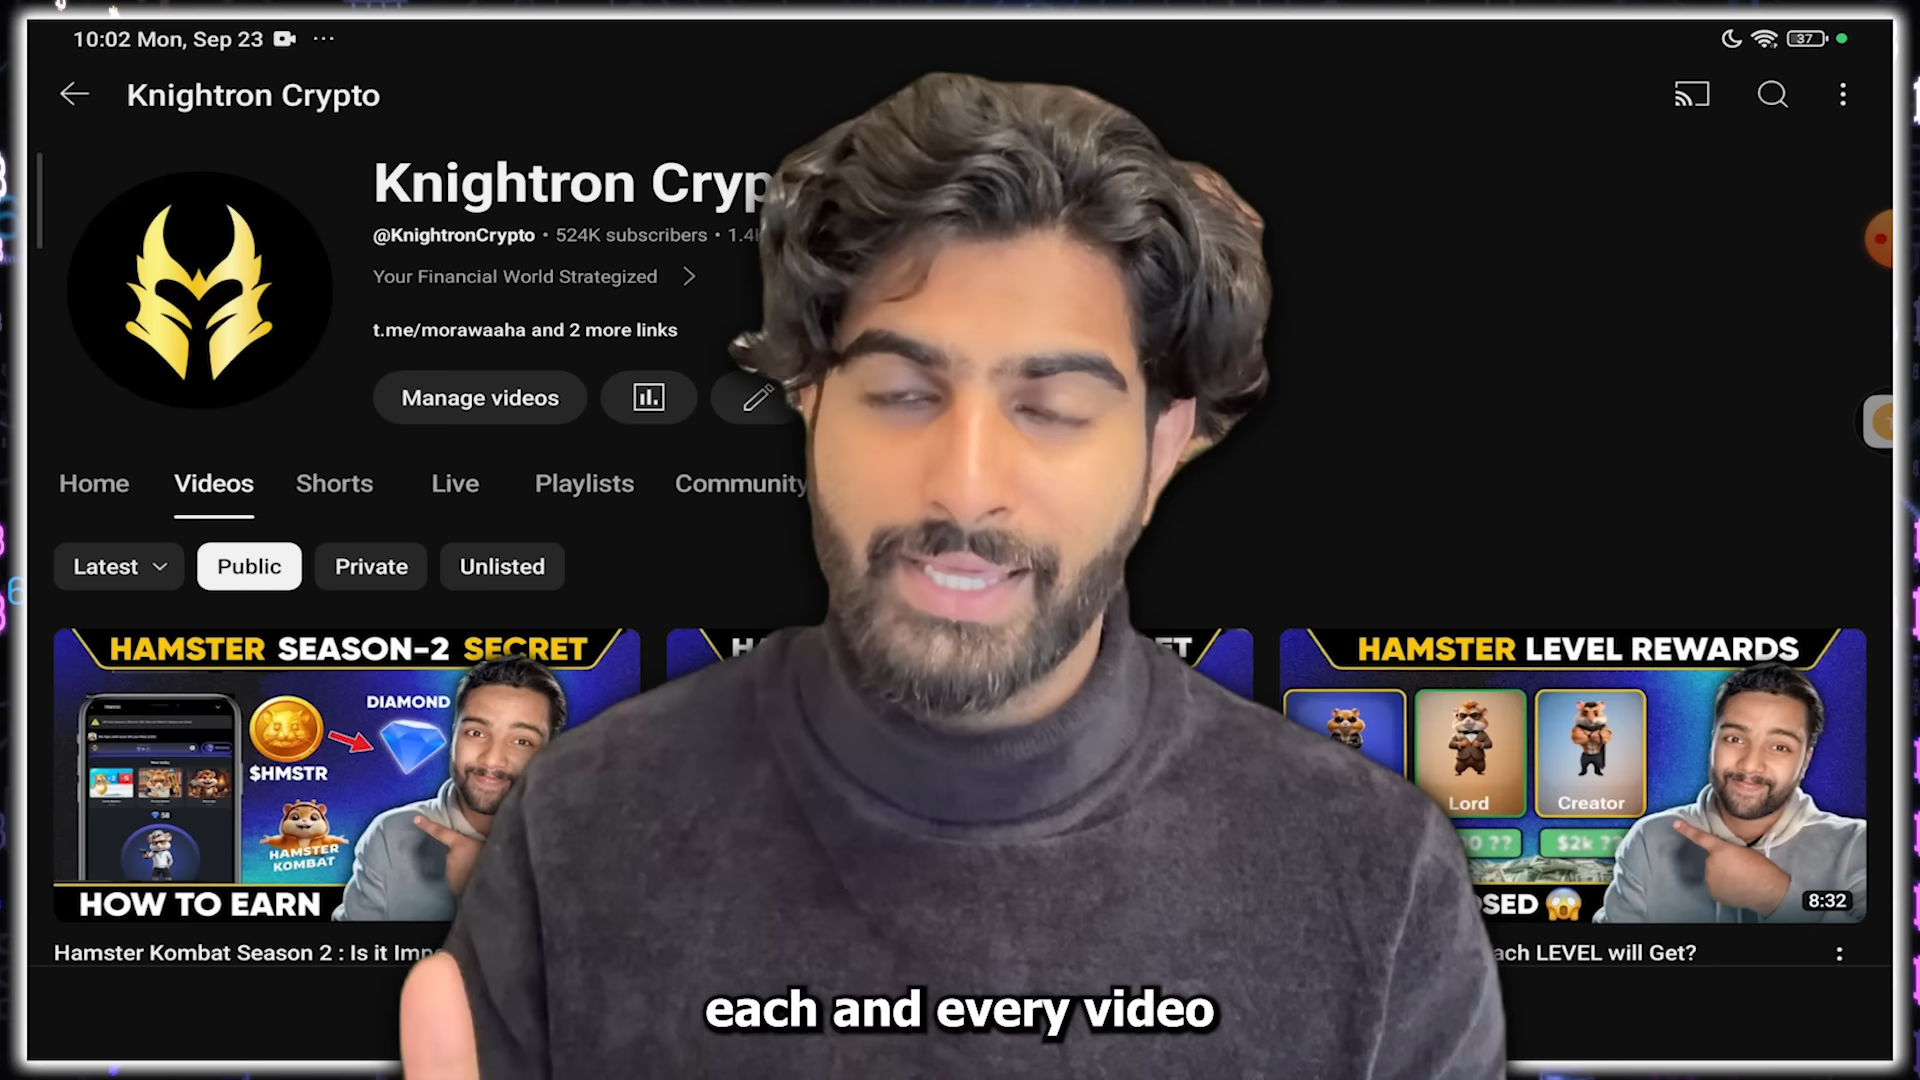 10:02 Mon, Sep 23
37
Knightron Crypto
Knightron Cryp
@KnightronCrypto • 524K subscribers • 1.4
Your Financial World Strategized
t.me/morawaaha and 2 more links
Manage videos
Home Videos Shorts Live Playlists Community
Latest Public Private Unlisted
HAMSTER SEASON-2 SECRET
DIAMOND
$HMSTR
HAMSTER
KOMBAT
HOW TO EARN
HAMSTER LEVEL REWARDS
Lord Creator
0 ?? $2k ??
SED
8:32
Hamster Kombat Season 2 : Is it Imp
ach LEVEL will Get?
each and every video